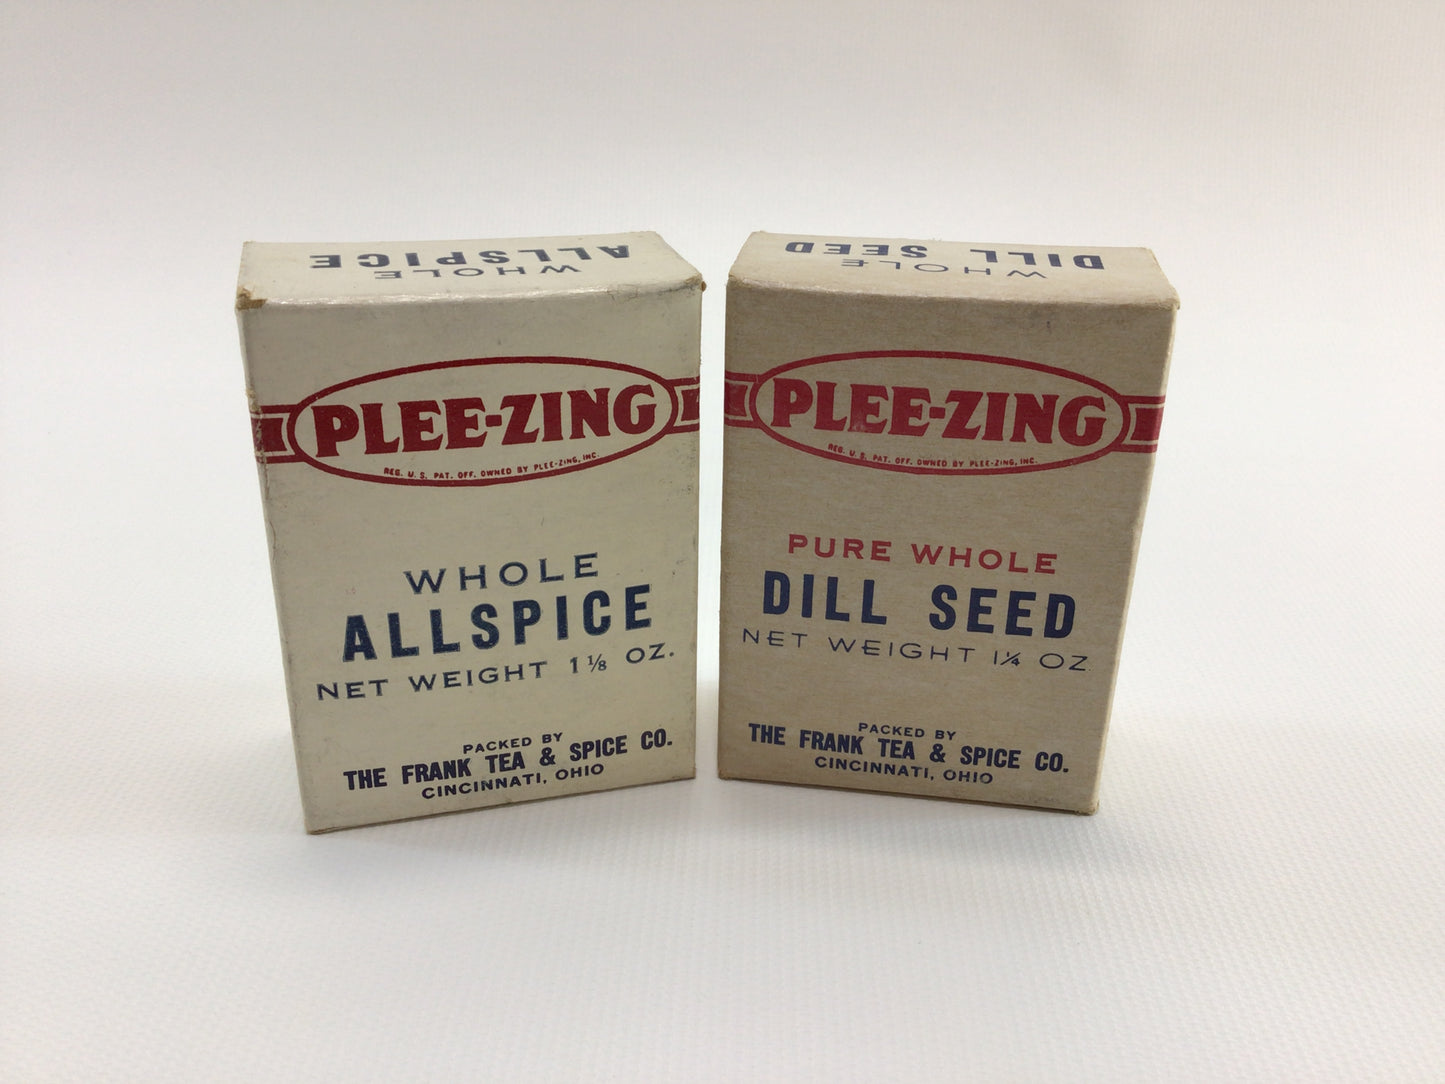 WHOLE
ALLSPICE
PLEE-ZING
REG. U. S. PAT. OFF. OWNED BY PLEE-ZING, INC.
WHOLE
ALLSPICE
NET WEIGHT 1 ⅛ OZ.
PACKED BY
THE FRANK TEA & SPICE CO.
CINCINNATI, OHIO
WHOLE
DILL SEED
PLEE-ZING
REG. U. S. PAT. OFF. OWNED BY PLEE-ZING, INC.
PURE WHOLE
DILL SEED
NET WEIGHT 1¼ OZ.
PACKED BY
THE FRANK TEA & SPICE CO.
CINCINNATI, OHIO